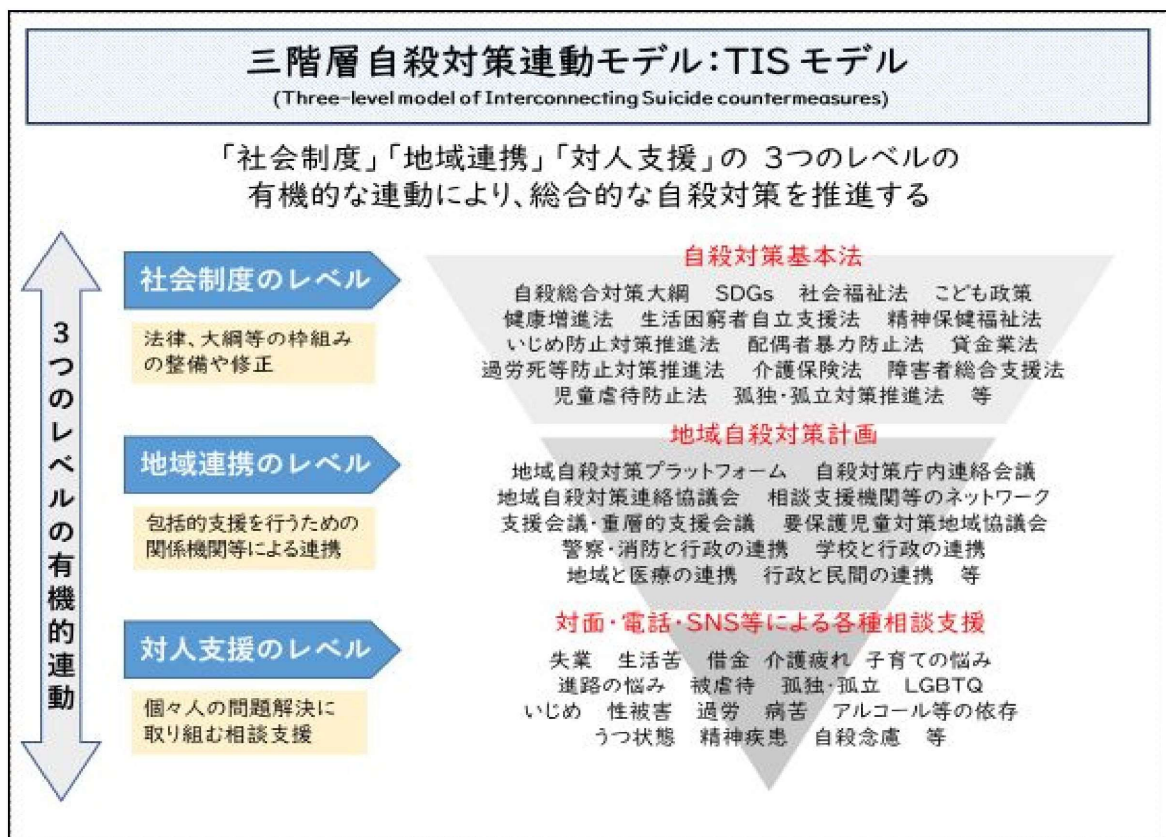 三階層自殺対策連動モデル:TISモデル
(Three-level model of Interconnecting Suicide countermeasures)
「社会制度」「地域連携」「対人支援」の 3つのレベルの
有機的な連動により、総合的な自殺対策を推進する
3つのレベルの有機的連動
社会制度のレベル
法律、大綱等の枠組み
の整備や修正
自殺対策基本法
自殺総合対策大綱 SDGs 社会福祉法 こども政策
健康増進法 生活困窮者自立支援法 精神保健福祉法
いじめ防止対策推進法 配偶者暴力防止法 貸金業法
過労死等防止対策推進法 介護保険法 障害者総合支援法
児童虐待防止法 孤独・孤立対策推進法 等
地域連携のレベル
包括的支援を行うための
関係機関等による連携
地域自殺対策計画
地域自殺対策プラットフォーム 自殺対策庁内連絡会議
地域自殺対策連絡協議会 相談支援機関等のネットワーク
支援会議・重層的支援会議 要保護児童対策地域協議会
警察・消防と行政の連携 学校と行政の連携
地域と医療の連携 行政と民間の連携 等
対人支援のレベル
個々人の問題解決に
取り組む相談支援
対面・電話・SNS等による各種相談支援
失業 生活苦 借金 介護疲れ 子育ての悩み
進路の悩み 被虐待 孤独・孤立 LGBTQ
いじめ 性被害 過労 病苦 アルコール等の依存
うつ状態 精神疾患 自殺念慮 等